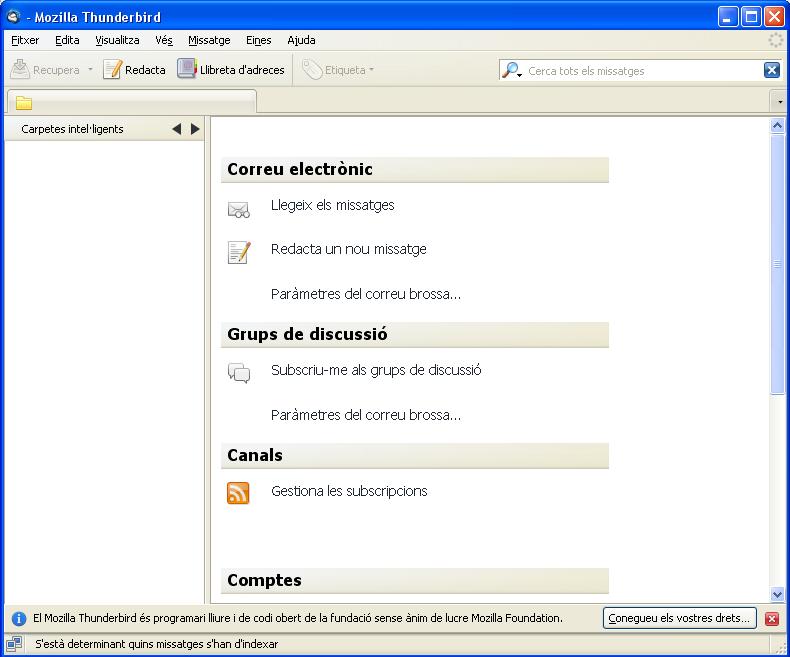 - Mozilla Thunderbird
Fitxer Edita Visualitza Vés Missatge Eines Ajuda
Recupera Redacta Llibreta d'adreces Etiqueta Cerca tots els missatges
Carpetes intel·ligents
Correu electrònic
Llegeix els missatges
Redacta un nou missatge
Paràmetres del correu brossa...
Grups de discussió
Subscriu-me als grups de discussió
Paràmetres del correu brossa...
Canals
Gestiona les subscripcions
Comptes
El Mozilla Thunderbird és programari lliure i de codi obert de la fundació sense ànim de lucre Mozilla Foundation. Conegueu els vostres drets...
S'està determinant quins missatges s'han d'indexar